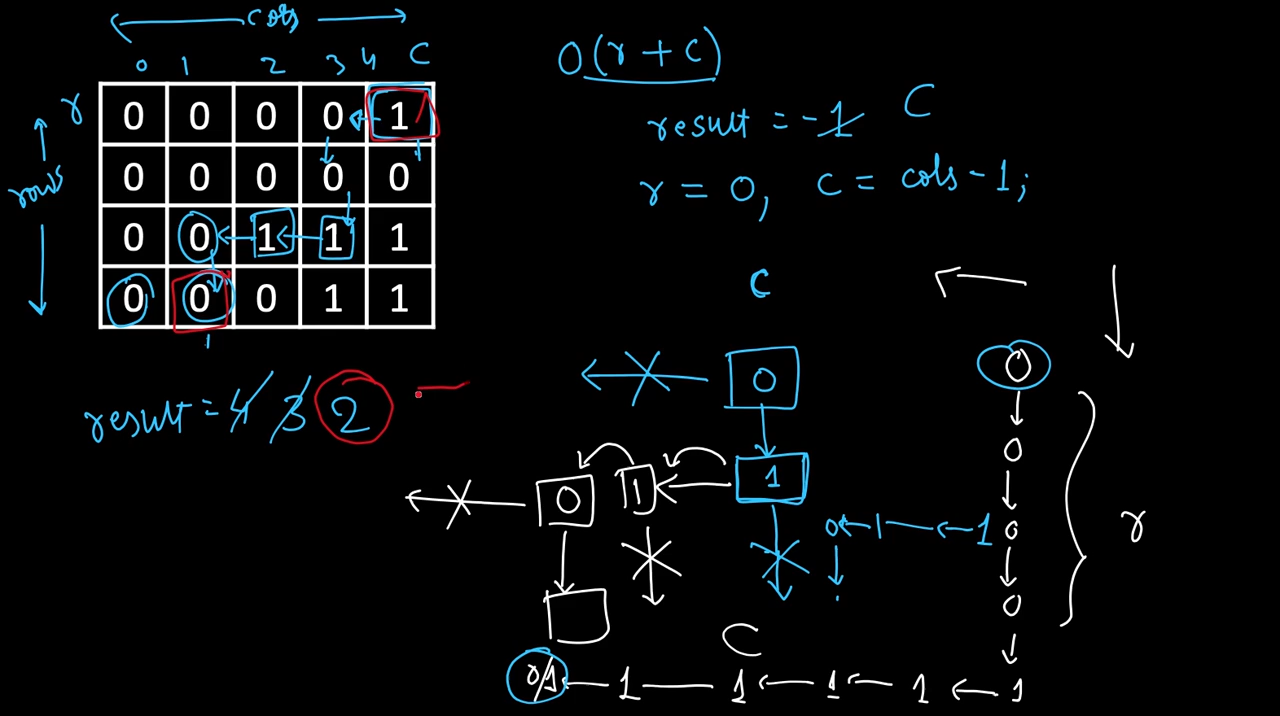 cols
0 1 2 3 4 C
r 0 0 0 0 1
rows 0 0 0 0 0
0 0 1 1 1
0 0 0 1 1
result = 4 3 2
O(r + c)
result = -1 C
r = 0, c = cols - 1;
C
0
1
0 1
0
0
0 1 1 0
0
r
C
0/1 1 1 1 1 1